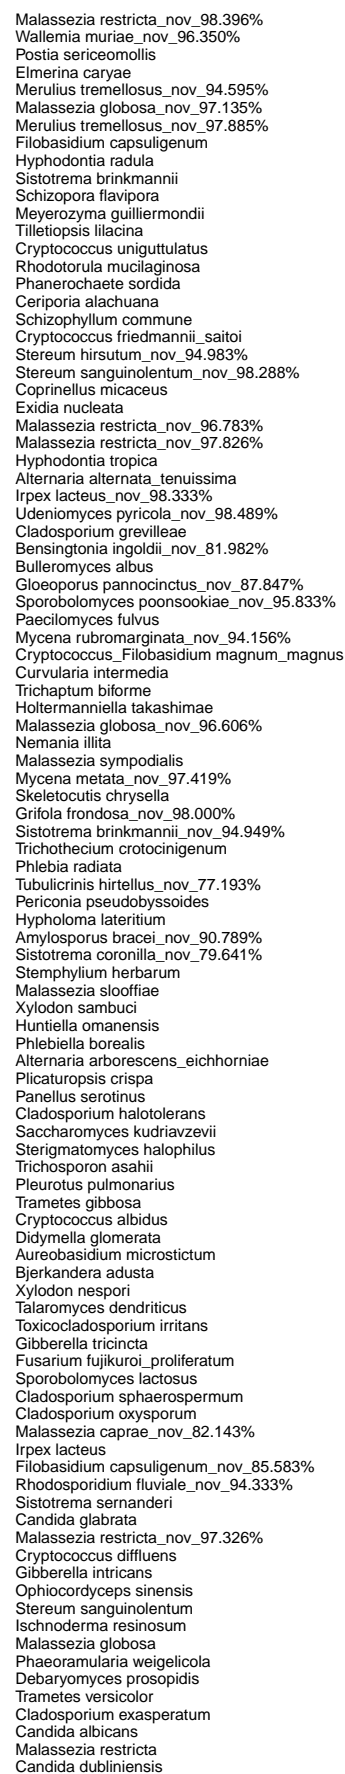 Malassezia restricta_nov_98.396%
Wallemia muriae_nov_96.350%
Postia sericeomollis
Elmerina caryae
Merulius tremellosus_nov_94.595%
Malassezia globosa_nov_97.135%
Merulius tremellosus_nov_97.885%
Filobasidium capsuligenum
Hyphodontia radula
Sistotrema brinkmannii
Schizopora flavipora
Meyerozyma guilliermondii
Tilletiopsis lilacina
Cryptococcus uniguttulatus
Rhodotorula mucilaginosa
Phanerochaete sordida
Ceriporia alachuana
Schizophyllum commune
Cryptococcus friedmannii_saitoi
Stereum hirsutum_nov_94.983%
Stereum sanguinolentum_nov_98.288%
Coprinellus micaceus
Exidia nucleata
Malassezia restricta_nov_96.783%
Malassezia restricta_nov_97.826%
Hyphodontia tropica
Alternaria alternata_tenuissima
Irpex lacteus_nov_98.333%
Udeniomyces pyricola_nov_98.489%
Cladosporium grevilleae
Bensingtonia ingoldii_nov_81.982%
Bulleromyces albus
Gloeoporus pannocinctus_nov_87.847%
Sporobolomyces poonsookiae_nov_95.833%
Paecilomyces fulvus
Mycena rubromarginata_nov_94.156%
Cryptococcus_Filobasidium magnum_magnus
Curvularia intermedia
Trichaptum biforme
Holtermanniella takashimae
Malassezia globosa_nov_96.606%
Nemania illita
Malassezia sympodialis
Mycena metata_nov_97.419%
Skeletocutis chrysella
Grifola frondosa_nov_98.000%
Sistotrema brinkmannii_nov_94.949%
Trichothecium crotocinigenum
Phlebia radiata
Tubulicrinis hirtellus_nov_77.193%
Periconia pseudobyssoides
Hypholoma lateritium
Amylosporus bracei_nov_90.789%
Sistotrema coronilla_nov_79.641%
Stemphylium herbarum
Malassezia slooffiae
Xylodon sambuci
Huntiella omanensis
Phlebiella borealis
Alternaria arborescens_eichhorniae
Plicaturopsis crispa
Panellus serotinus
Cladosporium halotolerans
Saccharomyces kudriavzevii
Sterigmatomyces halophilus
Trichosporon asahii
Pleurotus pulmonarius
Trametes gibbosa
Cryptococcus albidus
Didymella glomerata
Aureobasidium microstictum
Bjerkandera adusta
Xylodon nespori
Talaromyces dendriticus
Toxicocladosporium irritans
Gibberella tricincta
Fusarium fujikuroi_proliferatum
Sporobolomyces lactosus
Cladosporium sphaerospermum
Cladosporium oxysporum
Malassezia caprae_nov_82.143%
Irpex lacteus
Filobasidium capsuligenum_nov_85.583%
Rhodosporidium fluviale_nov_94.333%
Sistotrema sernanderi
Candida glabrata
Malassezia restricta_nov_97.326%
Cryptococcus diffluens
Gibberella intricans
Ophiocordyceps sinensis
Stereum sanguinolentum
Ischnoderma resinosum
Malassezia globosa
Phaeoramularia weigelicola
Debaryomyces prosopidis
Trametes versicolor
Cladosporium exasperatum
Candida albicans
Malassezia restricta
Candida dubliniensis